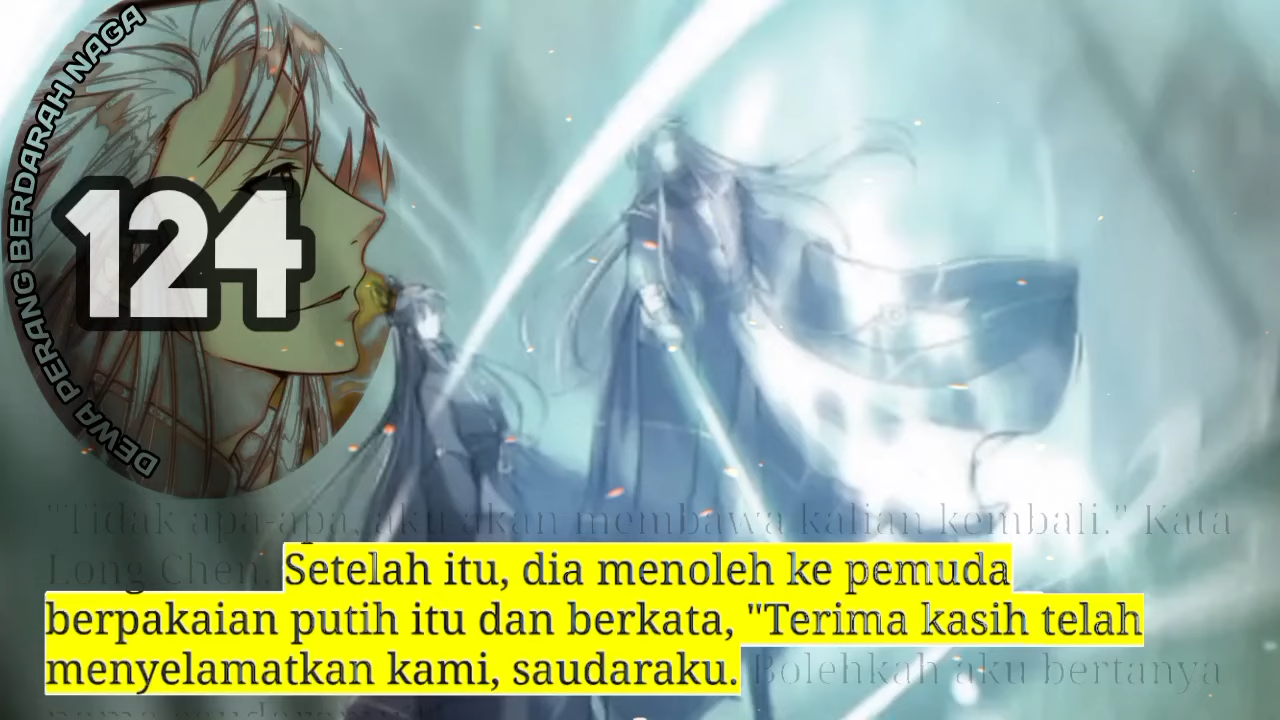 DEWA PERANG BERDARAH NAGA
124
"Tidak apa-apa, aku akan membawa kalian kembali." Kata
Long Chen. Setelah itu, dia menoleh ke pemuda
berpakaian putih itu dan berkata, "Terima kasih telah
menyelamatkan kami, saudaraku. Bolehkah aku bertanya